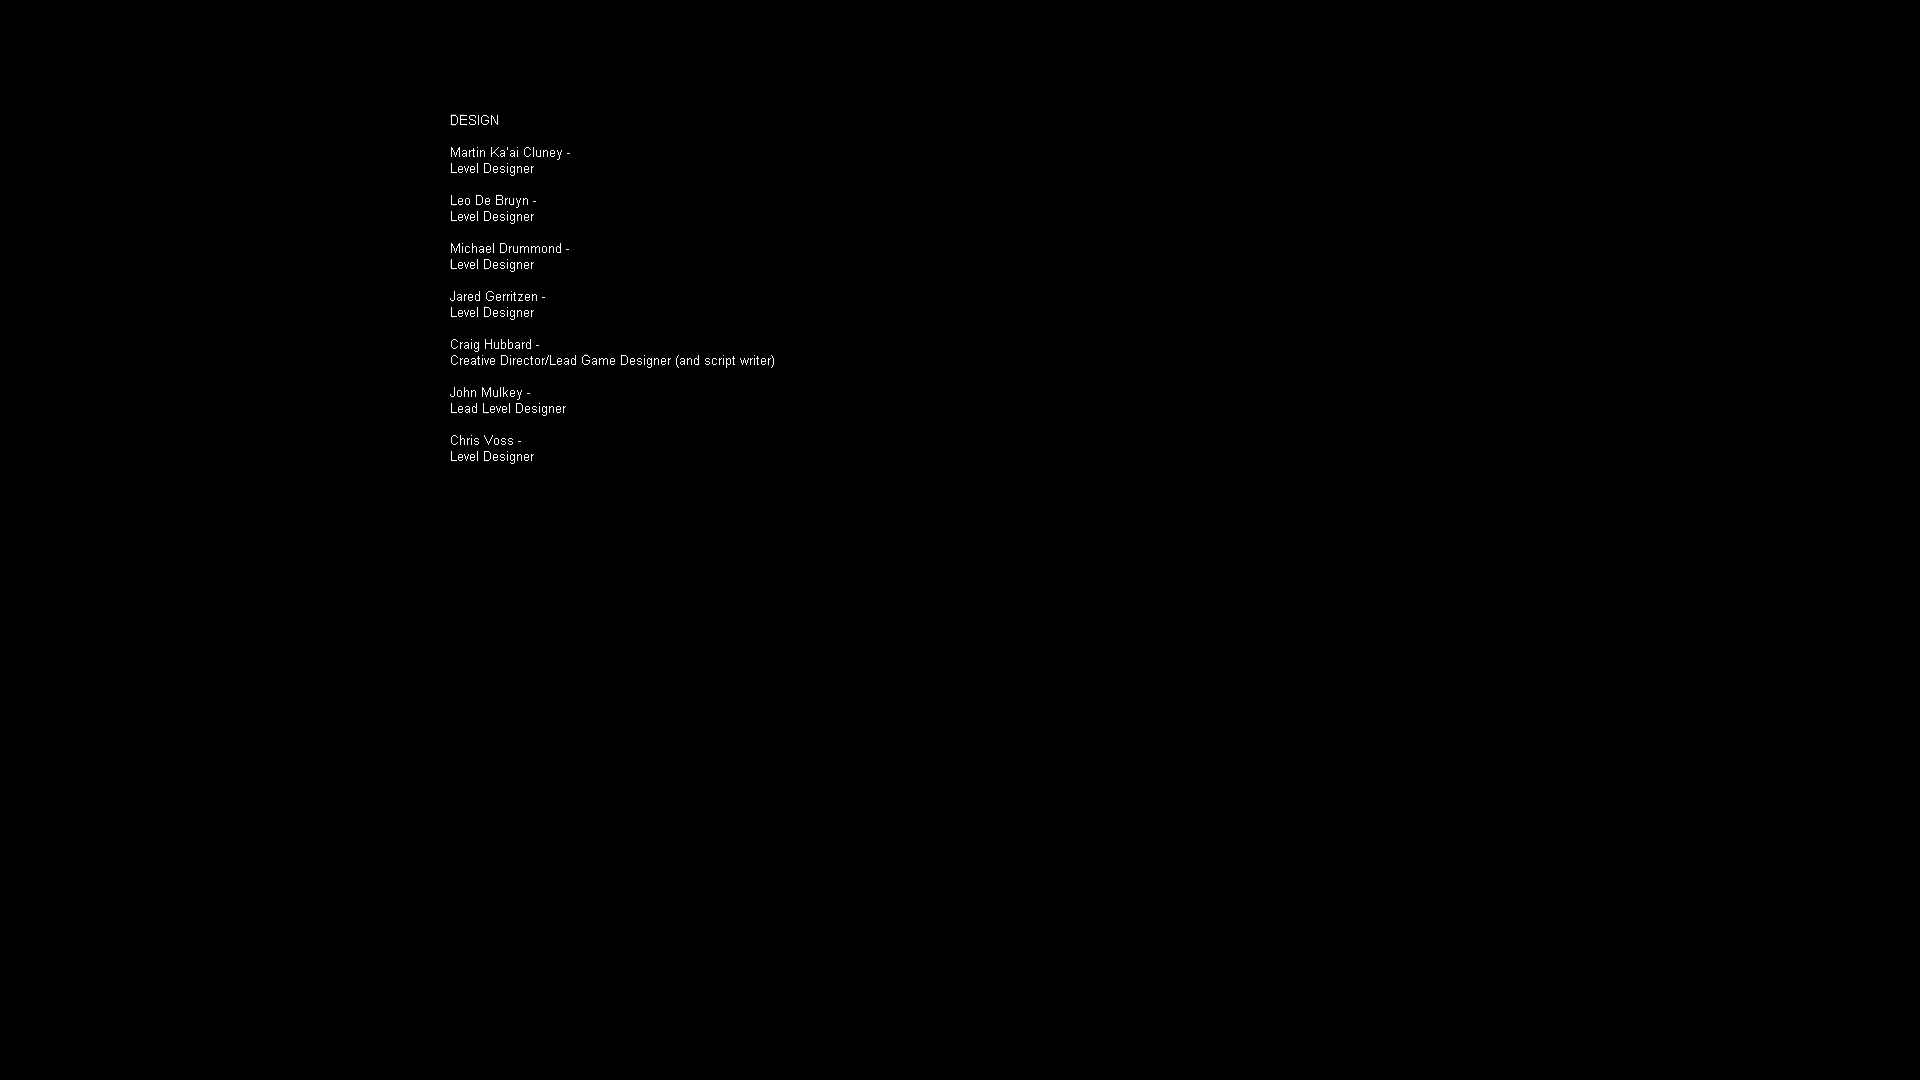 DESIGN
Martin Ka'ai Cluney -
Level Designer
Leo De Bruyn -
Level Designer
Michael Drummond -
Level Designer
Jared Gerritzen -
Level Designer
Craig Hubbard -
Creative Director/Lead Game Designer (and script writer)
John Mulkey -
Lead Level Designer
Chris Voss -
Level Designer